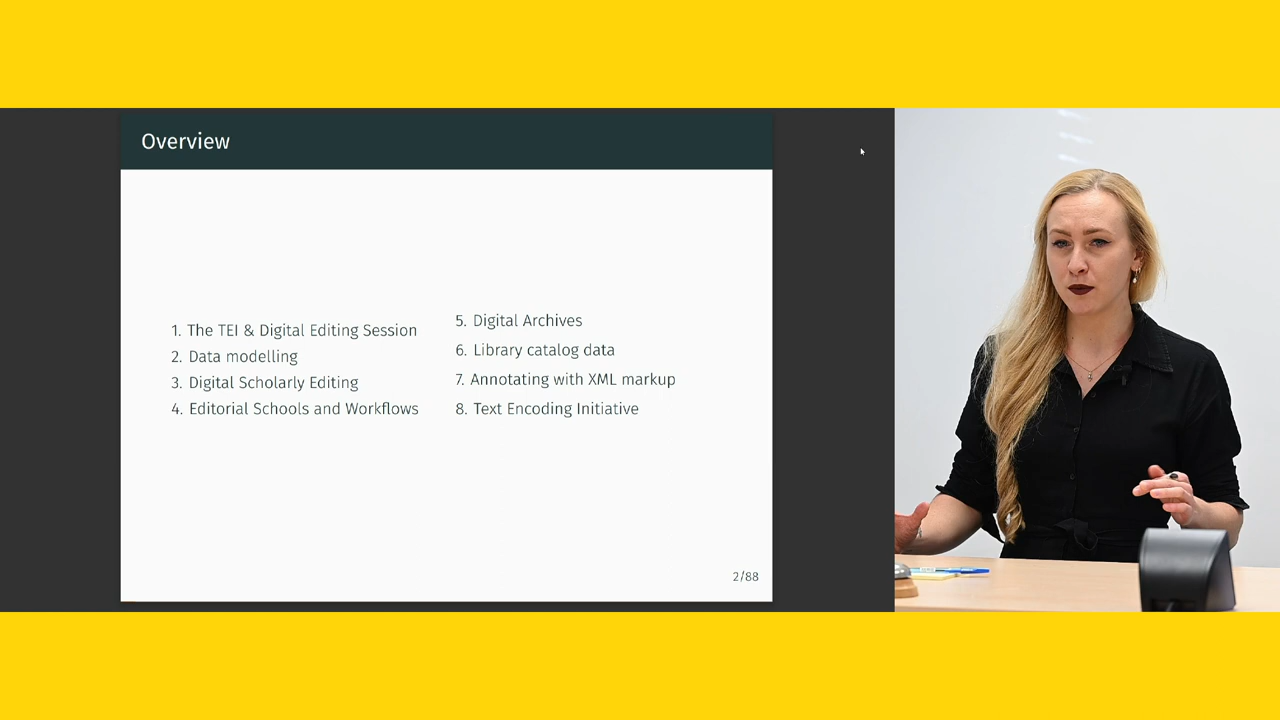 Overview
1. The TEI & Digital Editing Session
2. Data modelling
3. Digital Scholarly Editing
4. Editorial Schools and Workflows
5. Digital Archives
6. Library catalog data
7. Annotating with XML markup
8. Text Encoding Initiative
2/88